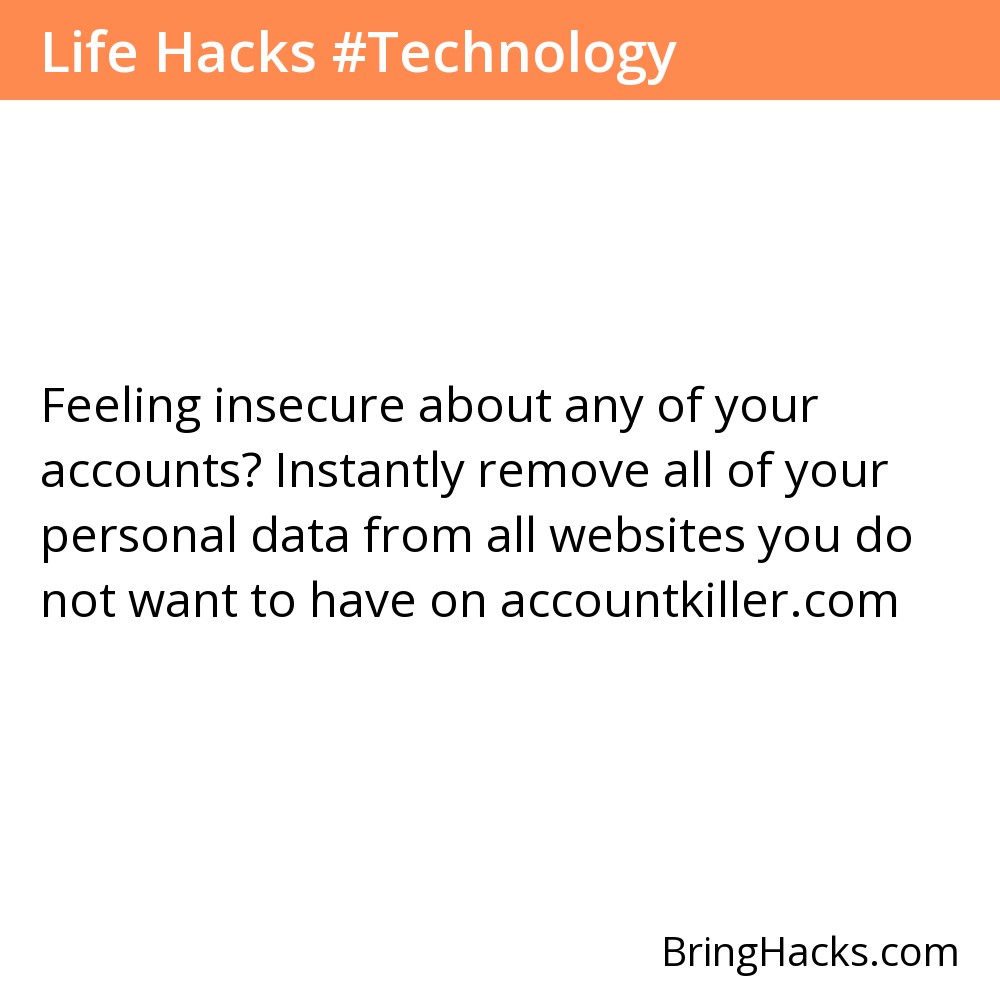 Life Hacks #Technology
Feeling insecure about any of your
accounts? Instantly remove all of your
personal data from all websites you do
not want to have on accountkiller.com
BringHacks.com